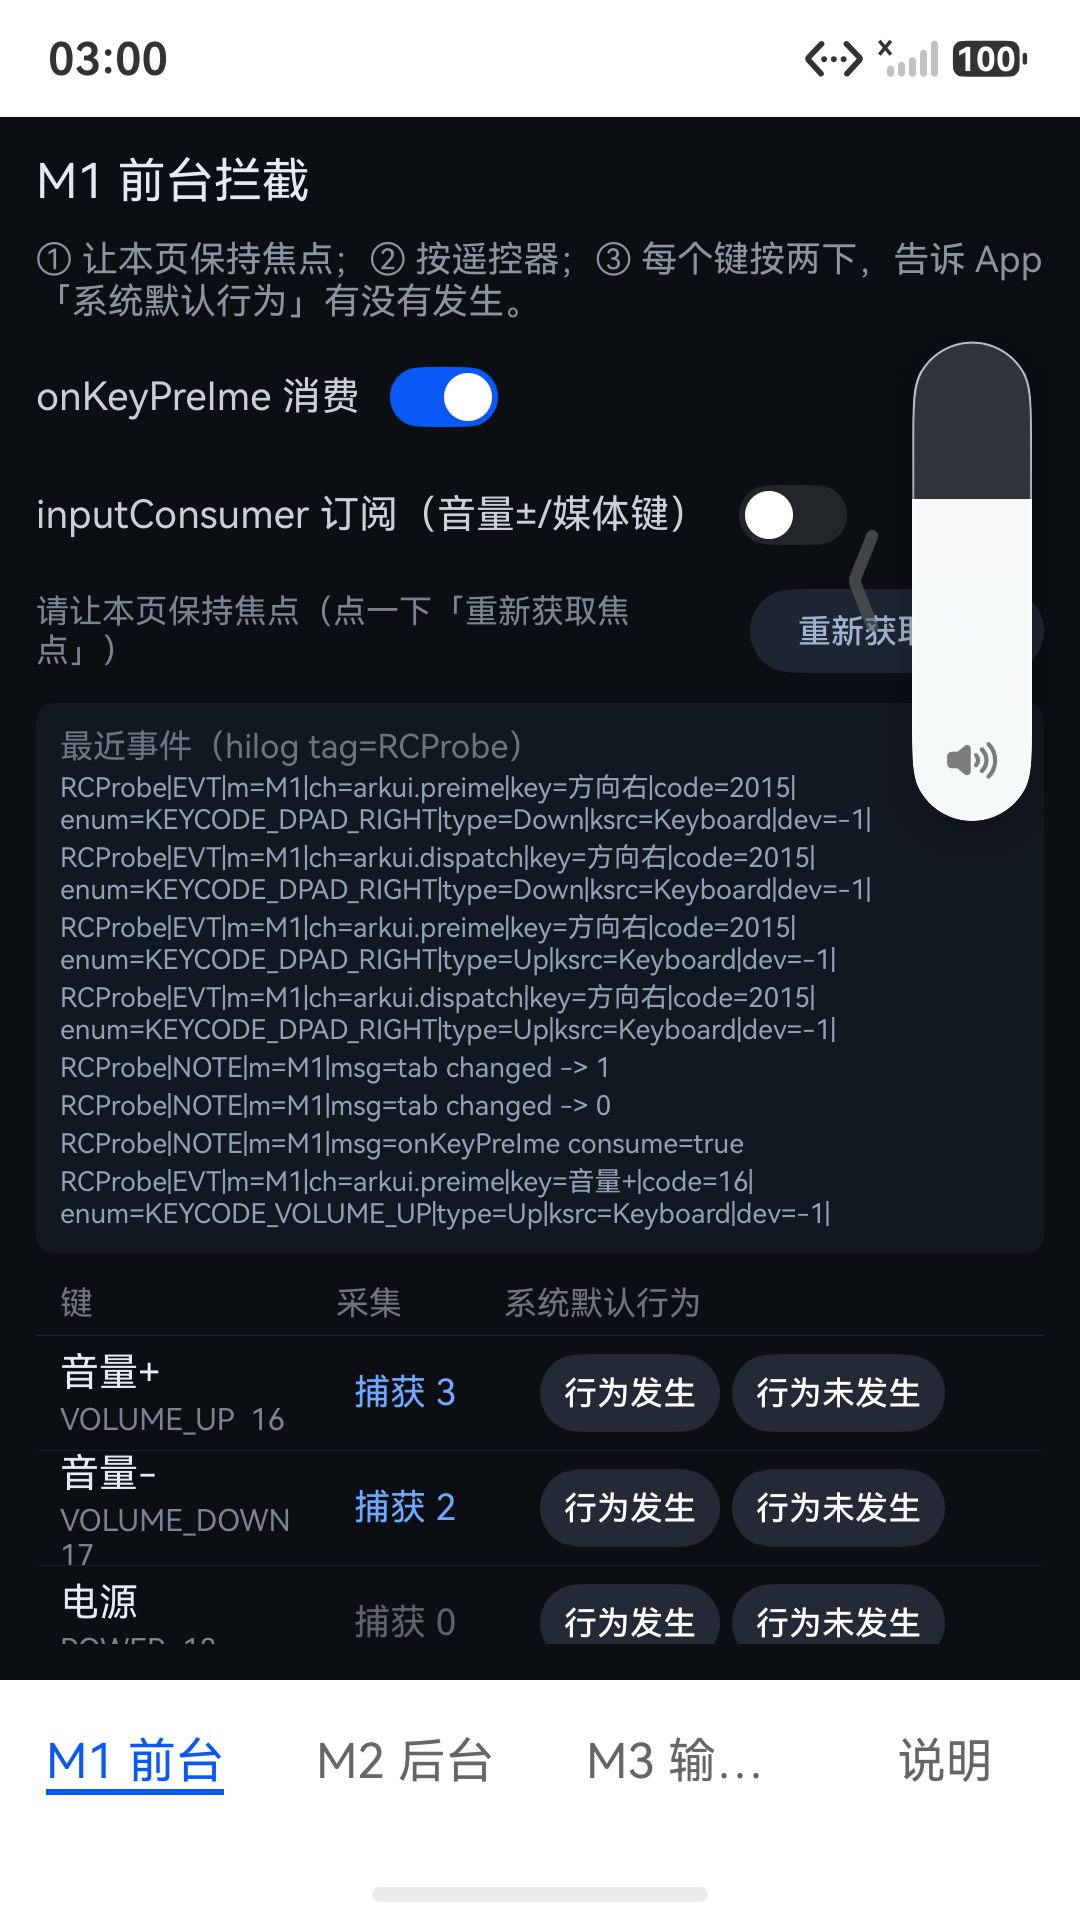 03:00
100
M1 前台拦截
① 让本页保持焦点；② 按遥控器；③ 每个键按两下，告诉 App
「系统默认行为」有没有发生。
onKeyPreIme 消费
inputConsumer 订阅（音量±/媒体键）
请让本页保持焦点（点一下「重新获取焦
点」）
重新获取
最近事件（hilog tag=RCProbe）
RCProbe|EVT|m=M1|ch=arkui.preime|key=方向右|code=2015|
enum=KEYCODE_DPAD_RIGHT|type=Down|ksrc=Keyboard|dev=-1|
RCProbe|EVT|m=M1|ch=arkui.dispatch|key=方向右|code=2015|
enum=KEYCODE_DPAD_RIGHT|type=Down|ksrc=Keyboard|dev=-1|
RCProbe|EVT|m=M1|ch=arkui.preime|key=方向右|code=2015|
enum=KEYCODE_DPAD_RIGHT|type=Up|ksrc=Keyboard|dev=-1|
RCProbe|EVT|m=M1|ch=arkui.dispatch|key=方向右|code=2015|
enum=KEYCODE_DPAD_RIGHT|type=Up|ksrc=Keyboard|dev=-1|
RCProbe|NOTE|m=M1|msg=tab changed -> 1
RCProbe|NOTE|m=M1|msg=tab changed -> 0
RCProbe|NOTE|m=M1|msg=onKeyPreIme consume=true
RCProbe|EVT|m=M1|ch=arkui.preime|key=音量+|code=16|
enum=KEYCODE_VOLUME_UP|type=Up|ksrc=Keyboard|dev=-1|
键 采集 系统默认行为
音量+
VOLUME_UP 16
捕获 3 行为发生 行为未发生
音量-
VOLUME_DOWN
17
捕获 2 行为发生 行为未发生
电源
POWER 18
捕获 0 行为发生 行为未发生
M1 前台 M2 后台 M3 输... 说明